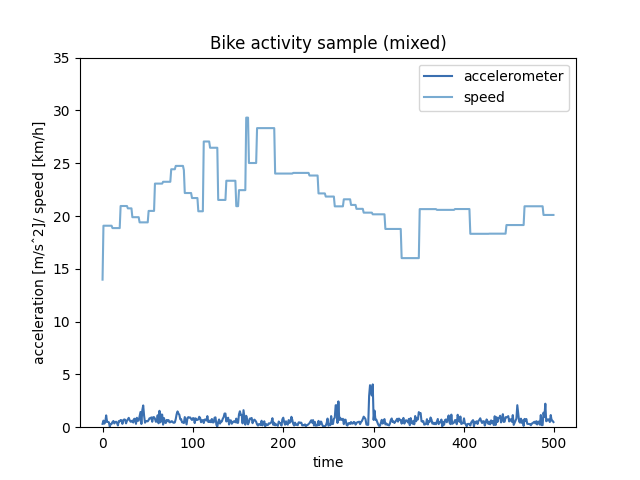 Bike activity sample (mixed)
accelerometer
speed
35
30
25
20
15
10
5
0
acceleration [m/s^2]/ speed [km/h]
0 100 200 300 400 500
time